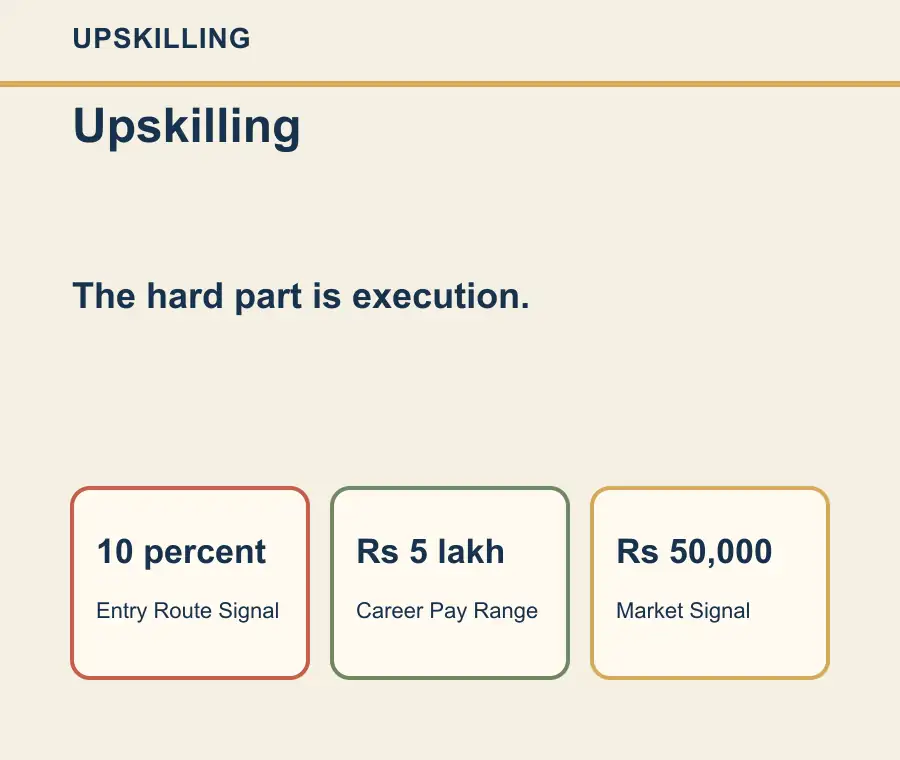 UPSKILLING
Upskilling
The hard part is execution.
10 percent
Entry Route Signal
Rs 5 lakh
Career Pay Range
Rs 50,000
Market Signal